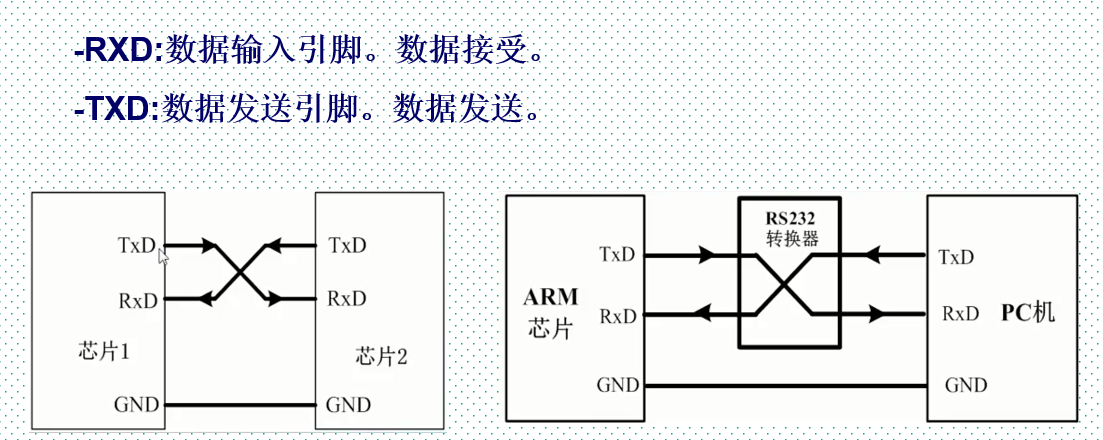 -RXD:数据输入引脚。数据接受。
-TXD:数据发送引脚。数据发送。
TxD
RxD
芯片1
GND
TxD
RxD
芯片2
GND
TxD
ARM
芯片
RxD
GND
RS232
转换器
TxD
RxD
PC机
GND